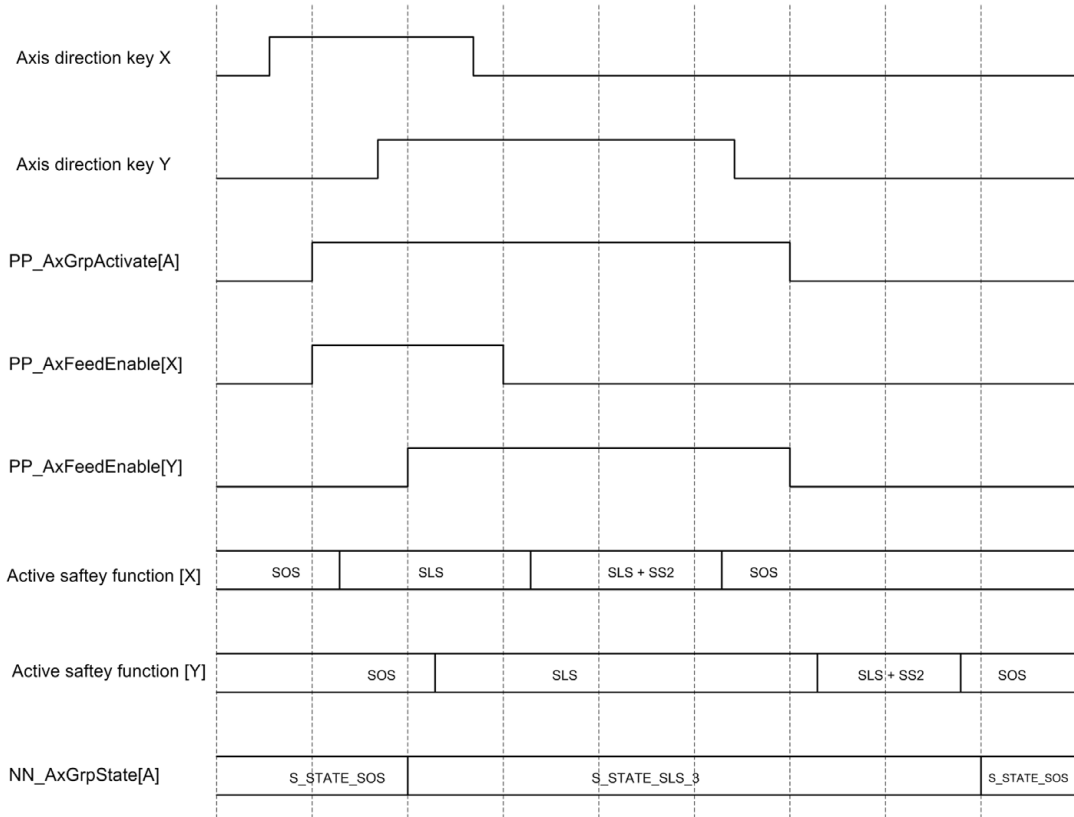 Axis direction key X
Axis direction key Y
PP_AxGrpActivate[A]
PP_AxFeedEnable[X]
PP_AxFeedEnable[Y]
Active saftey function [X]
SOS
SLS
SLS + SS2
SOS
Active saftey function [Y]
SOS
SLS
SLS + SS2
SOS
NN_AxGrpState[A]
S_STATE_SOS
S_STATE_SLS_3
S_STATE_SOS